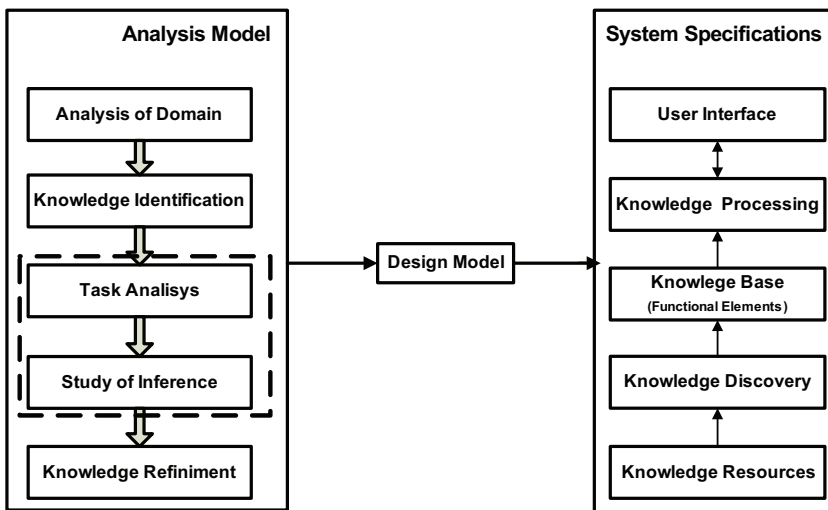 Analysis Model
Analysis of Domain
Knowledge Identification
Task Analisys
Study of Inference
Knowledge Refiniment
Design Model
System Specifications
User Interface
Knowledge Processing
Knowlege Base
(Functional Elements)
Knowledge Discovery
Knowledge Resources